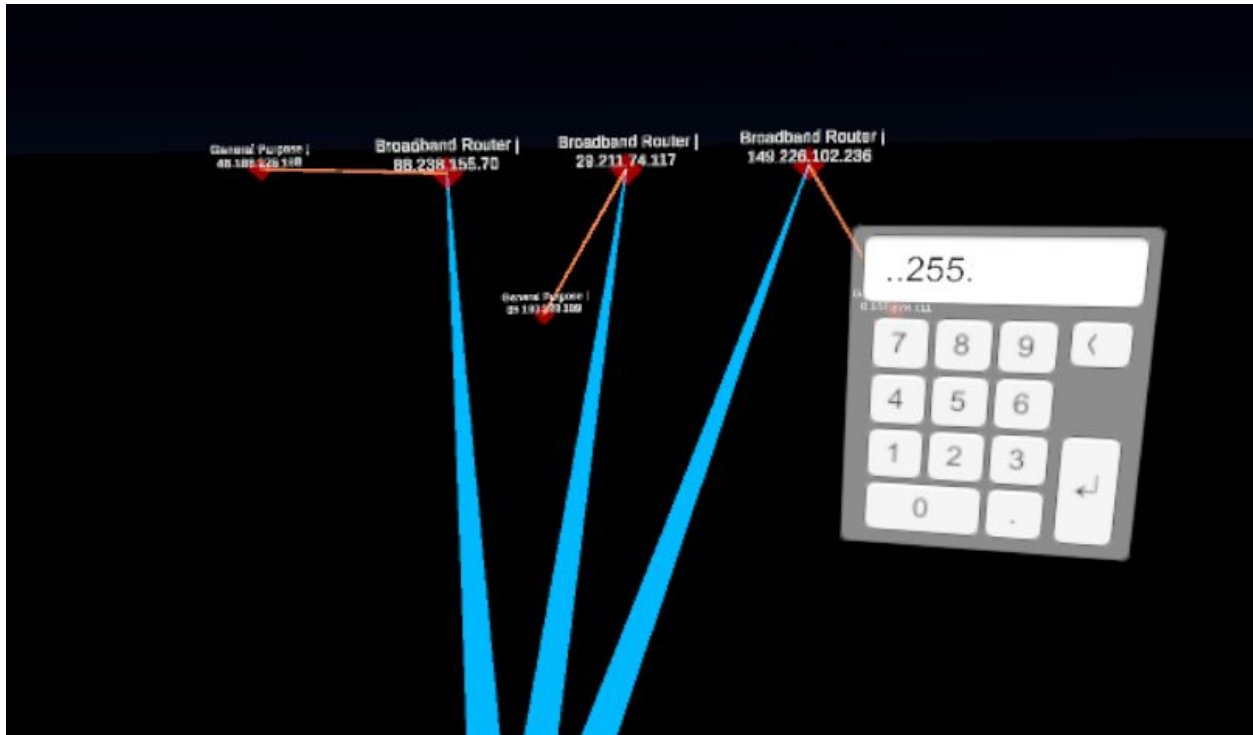 General Purpose |
Broadband Router |
88.238.155.70
Broadband Router |
29.211.74.117
Broadband Router |
149.226.102.236
General Purpose |
..255.
7 8 9
4 5 6
1 2 3
0 .